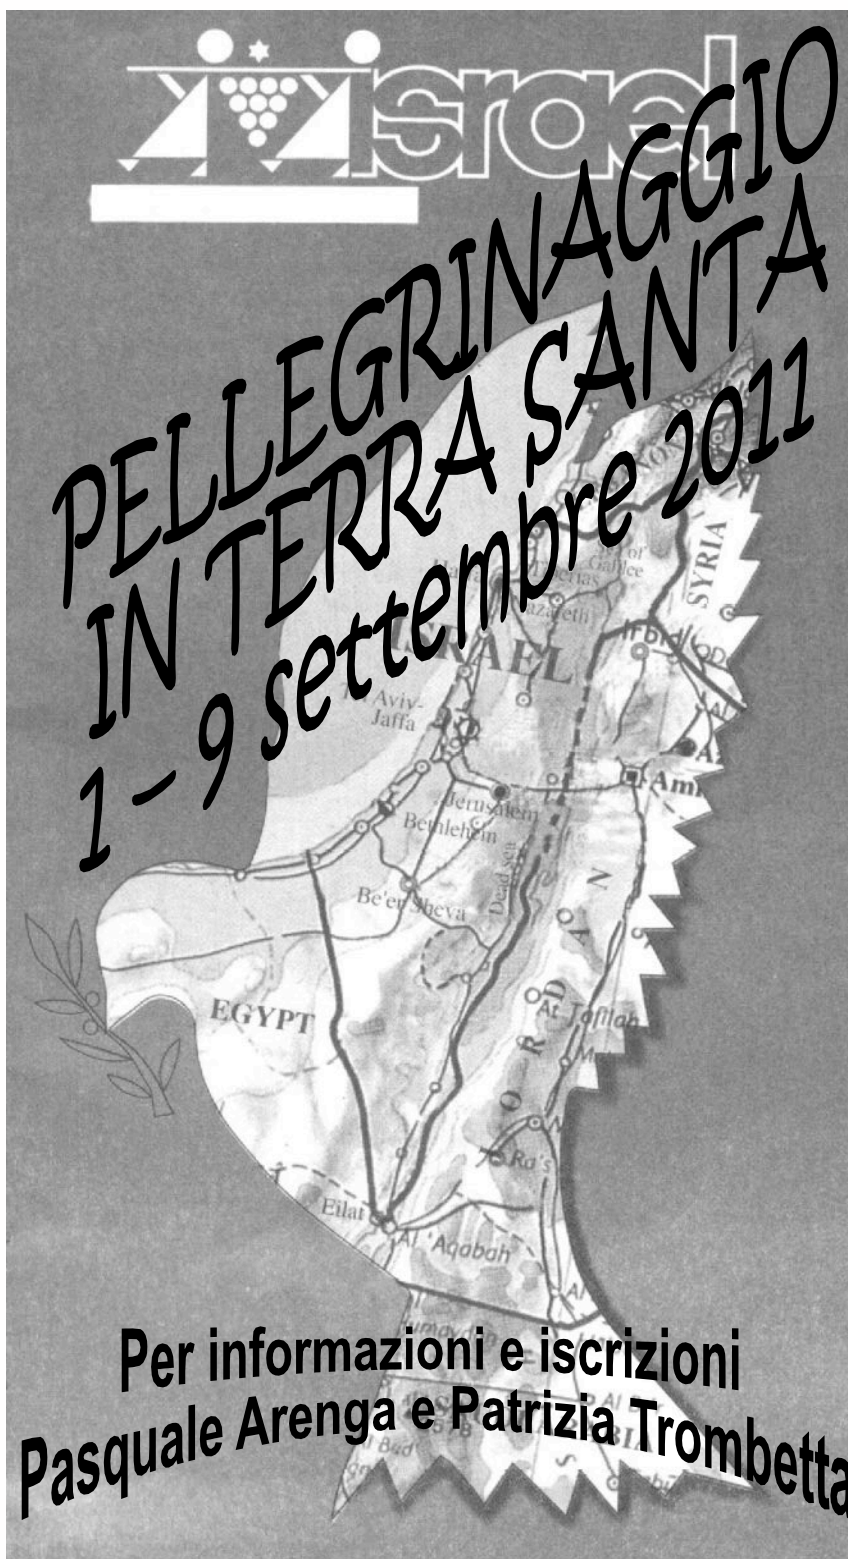 israel
PELLEGRINAGGIO
IN TERRA SANTA
1 – 9 settembre 2011
SYRIA
Galilee
Tiberias
Nazareth
Irbid
ISRAEL
Tel Aviv-
Jaffa
Jerusalem
Bethlehem
Dead sea
Be'er Sheva
JORDAN
EGYPT
At Tafilah
Ra's
Eilat
Al 'Aqabah
Per informazioni e iscrizioni
Pasquale Arenga e Patrizia Trombetta